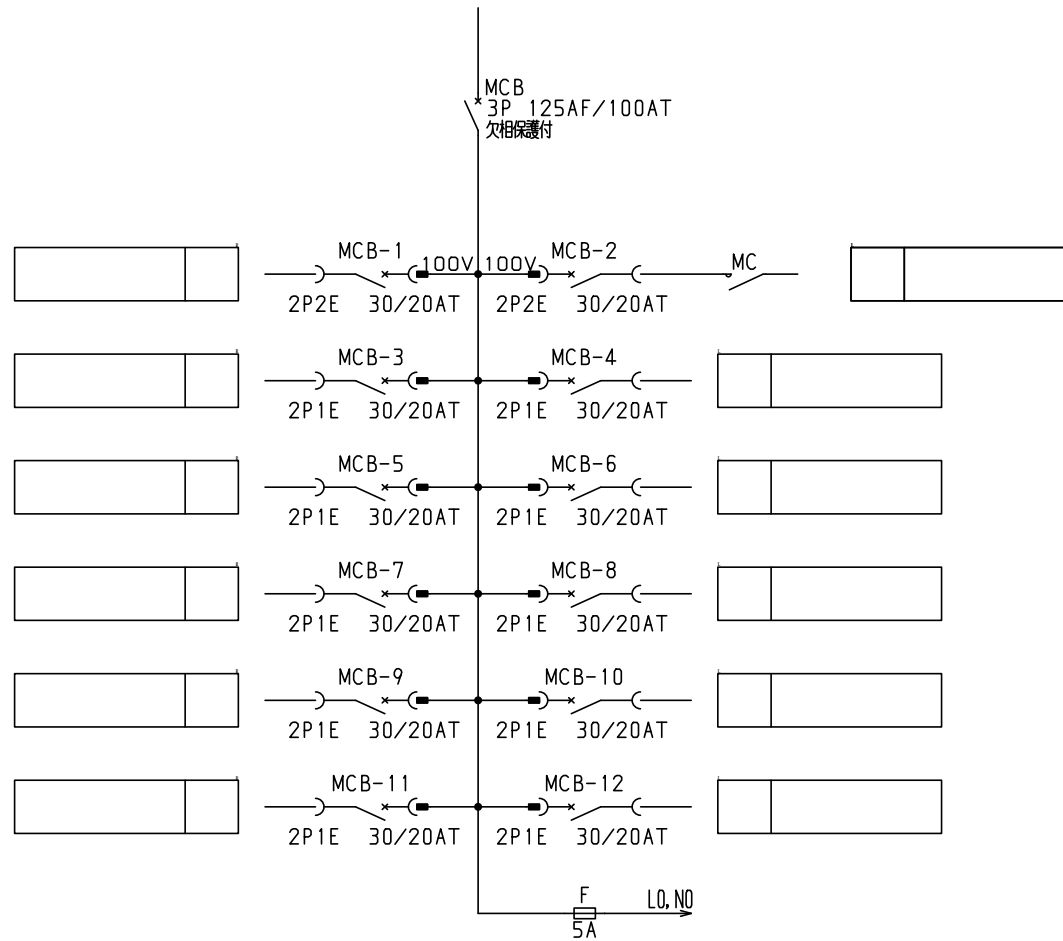 MCB
3P 125AF/100AT
欠相保護付
MCB-1 100V 100V MCB-2 MC
2P2E 30/20AT 2P2E 30/20AT
MCB-3 MCB-4
2P1E 30/20AT 2P1E 30/20AT
MCB-5 MCB-6
2P1E 30/20AT 2P1E 30/20AT
MCB-7 MCB-8
2P1E 30/20AT 2P1E 30/20AT
MCB-9 MCB-10
2P1E 30/20AT 2P1E 30/20AT
MCB-11 MCB-12
2P1E 30/20AT 2P1E 30/20AT
F L0,N0
5A